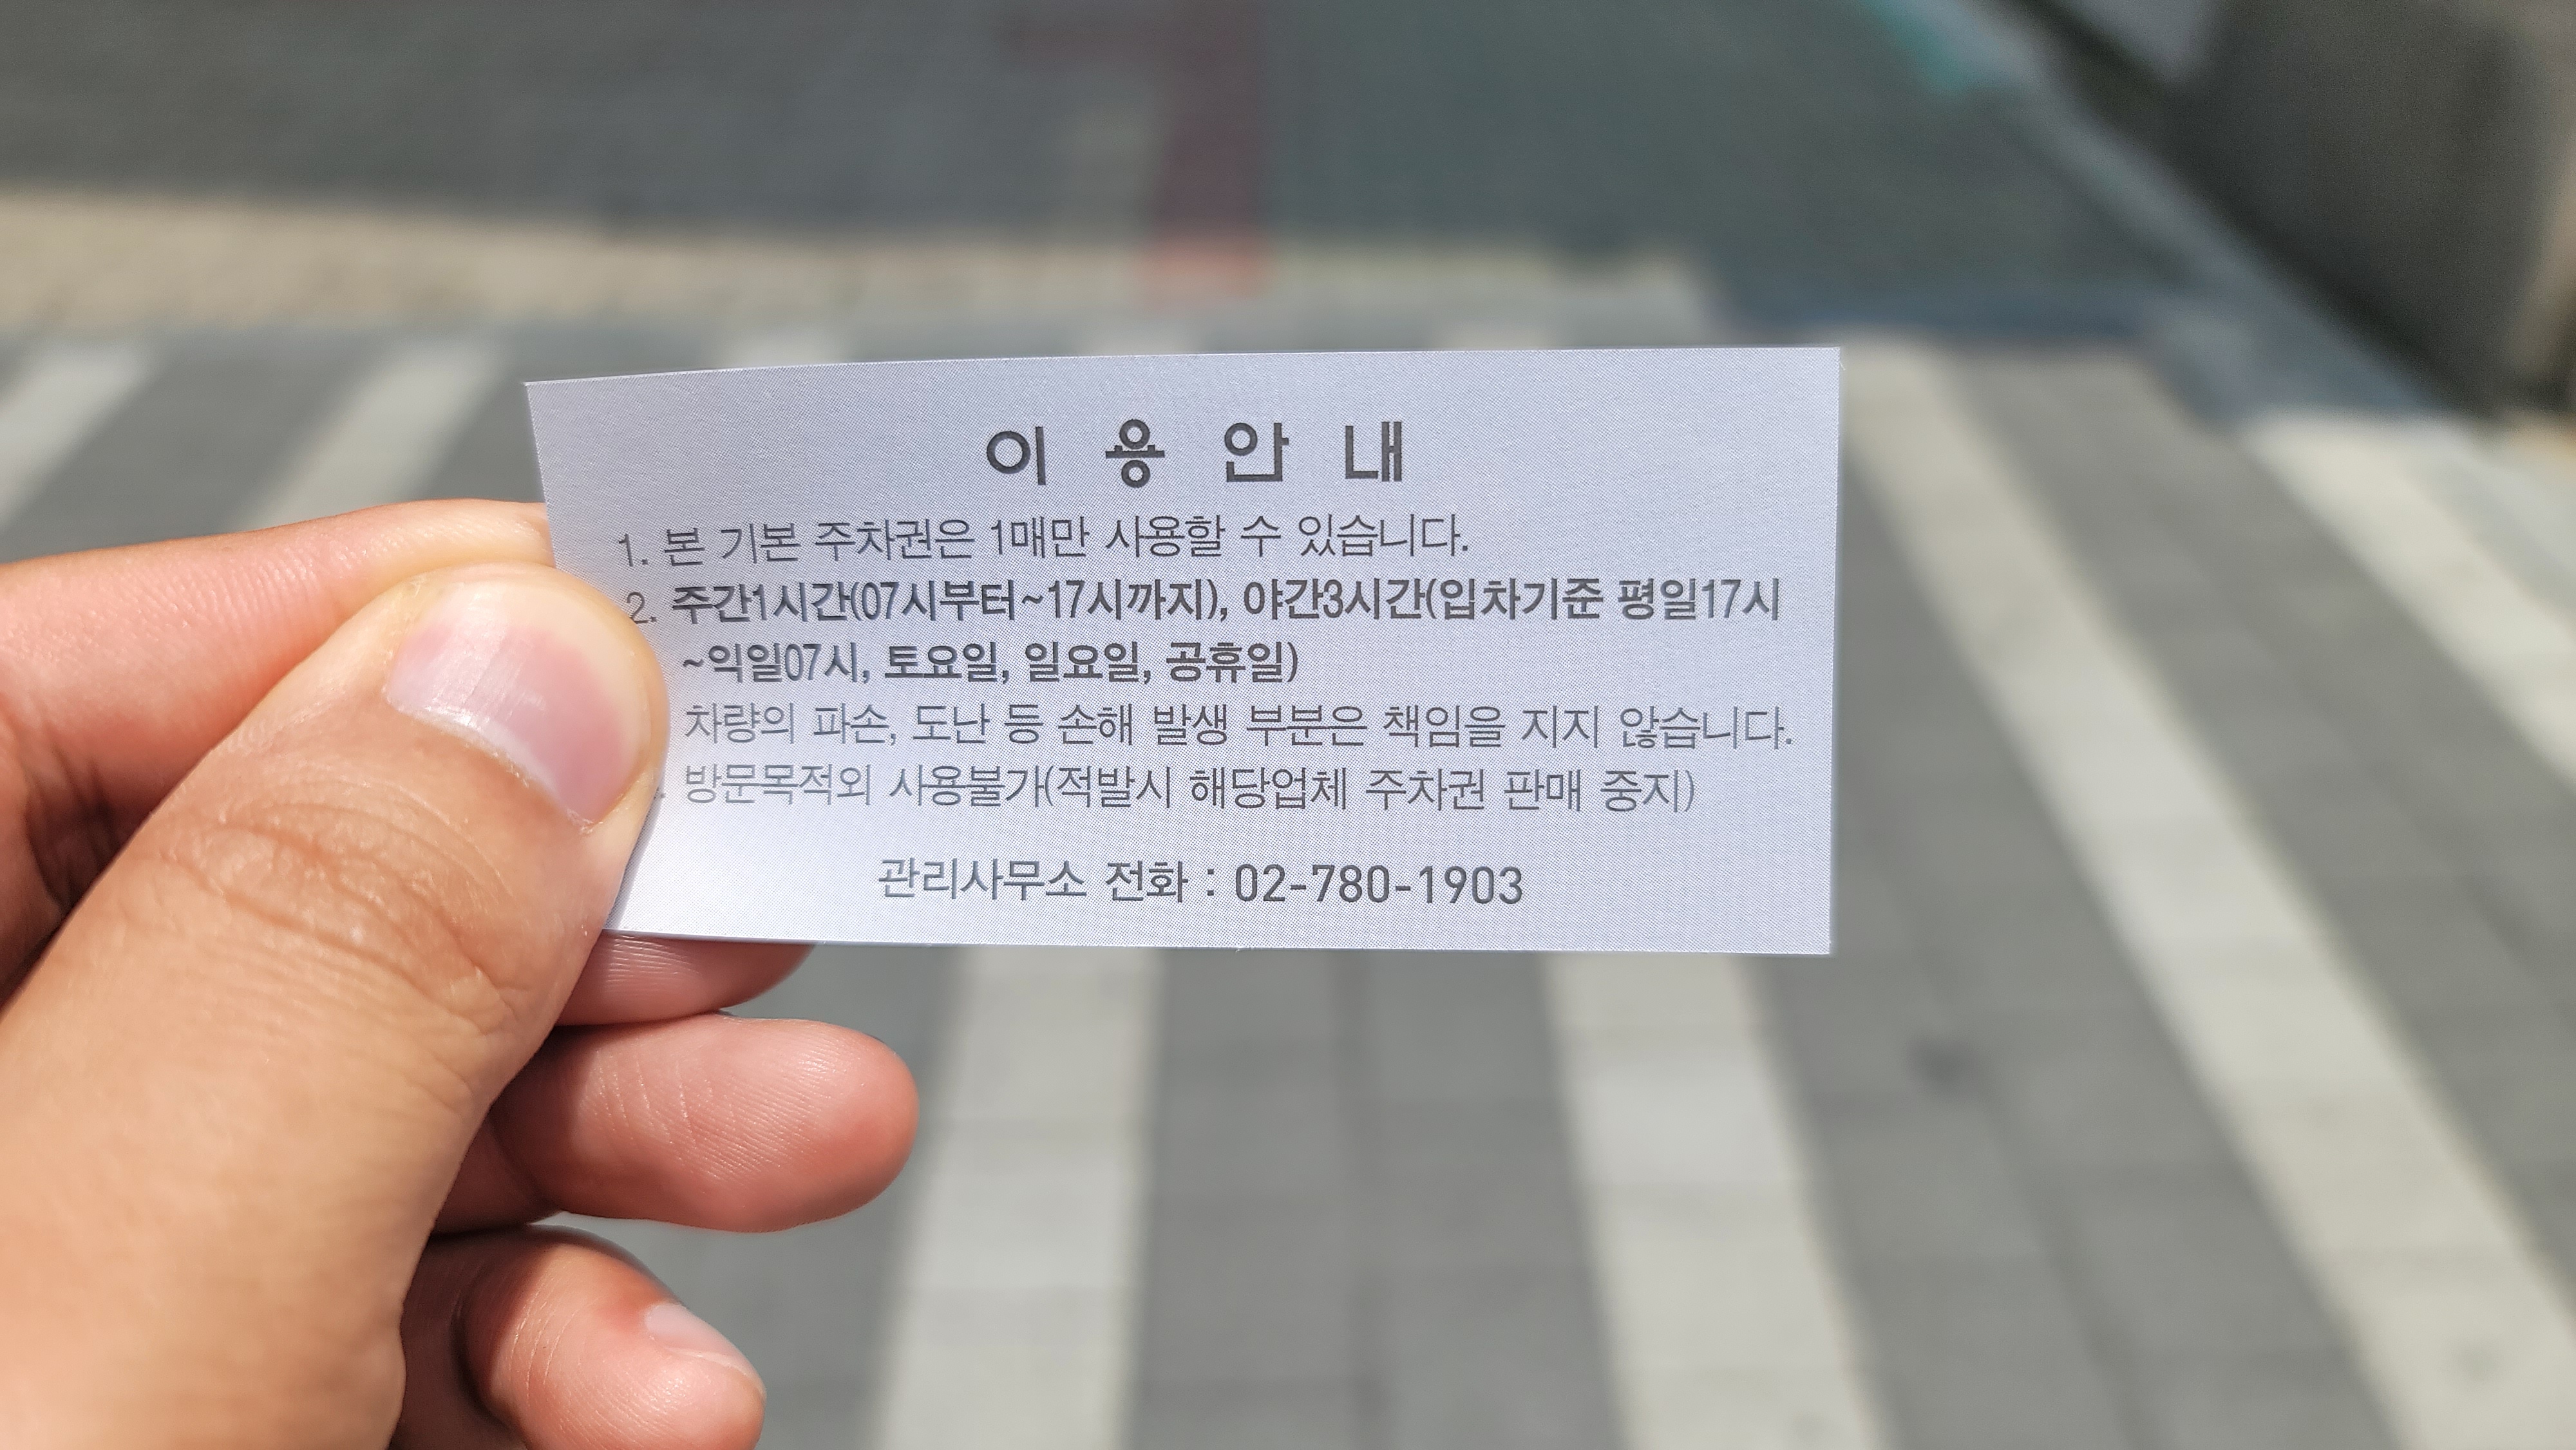 이 용 안 내
1. 본 기본 주차권은 1매만 사용할 수 있습니다.
2. 주간1시간(07시부터~17시까지), 야간3시간(입차기준 평일17시
~익일07시, 토요일, 일요일, 공휴일)
차량의 파손, 도난 등 손해 발생 부분은 책임을 지지 않습니다.
. 방문목적외 사용불가(적발시 해당업체 주차권 판매 중지)
관리사무소 전화 : 02-780-1903